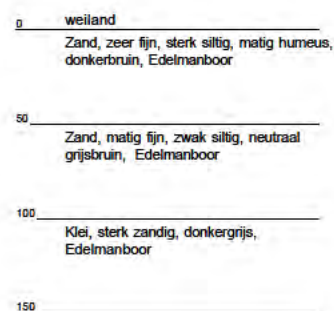 0 weiland
Zand, zeer fijn, sterk siltig, matig humeus,
donkerbruin, Edelmanboor
50
Zand, matig fijn, zwak siltig, neutraal
grijsbruin, Edelmanboor
100
Klei, sterk zandig, donkergrijs,
Edelmanboor
150